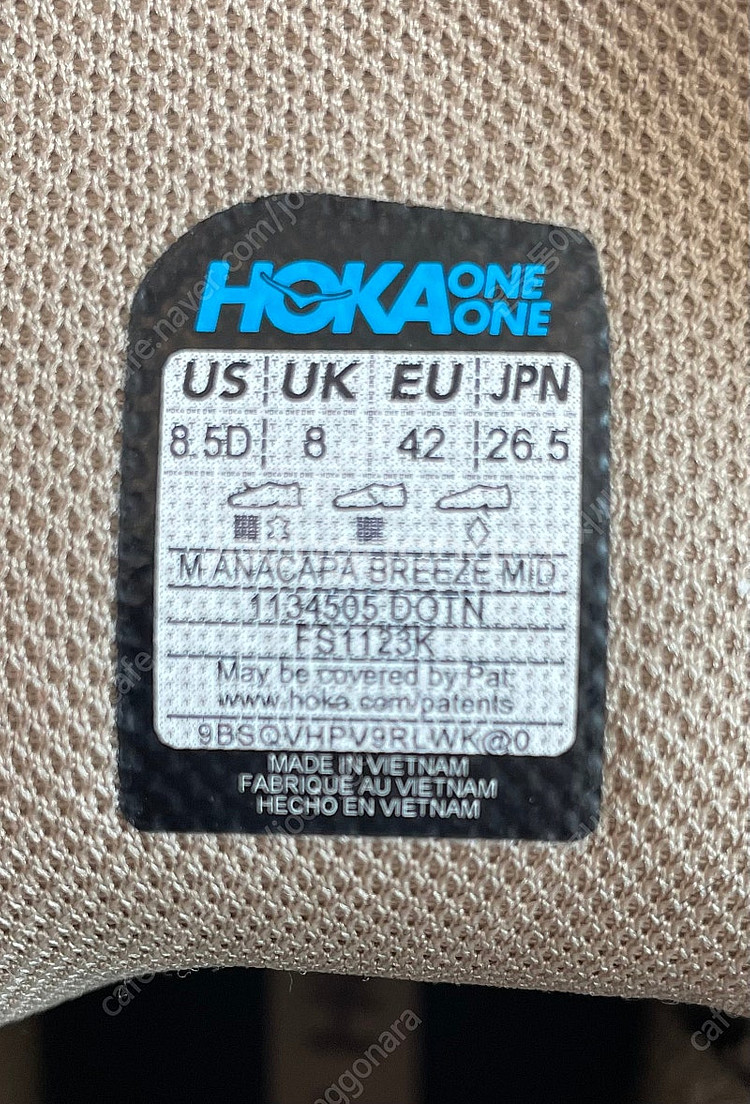 HOKA ONE ONE
US UK EU JPN
8.5D 8 42 26.5
M ANACAPA BREEZE MID
1134505 DOTN
FS1123K
May be covered by Pat:
www.hoka.com/patents
9BSQVHPV9RLWK@0
MADE IN VIETNAM
FABRIQUÉ AU VIETNAM
HECHO EN VIETNAM